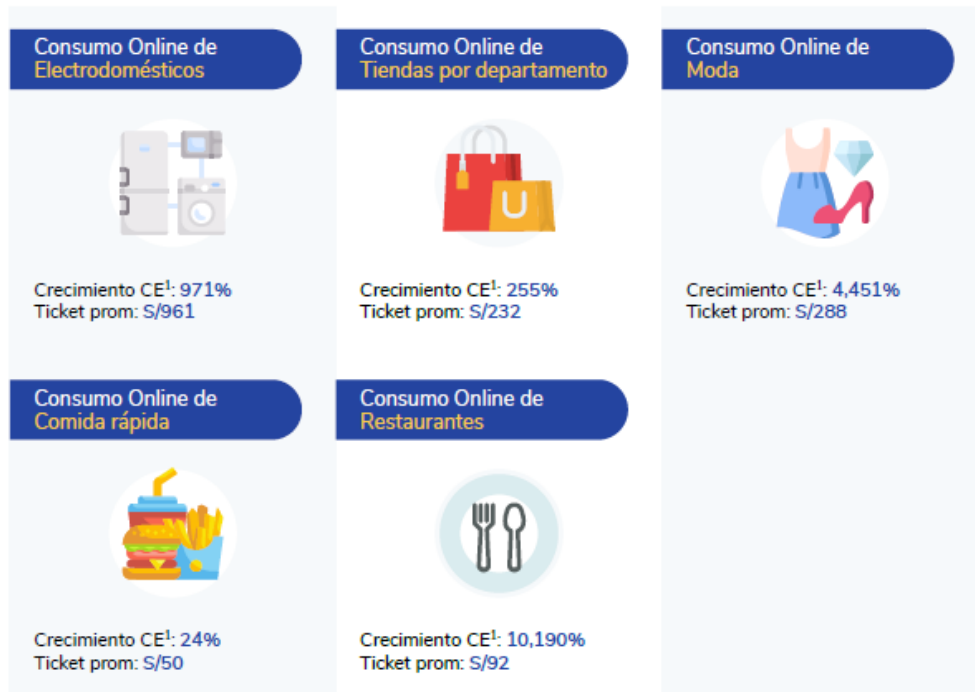 Consumo Online de
Electrodomésticos
Crecimiento CE¹: 971%
Ticket prom: S/961
Consumo Online de
Tiendas por departamento
Crecimiento CE¹: 255%
Ticket prom: S/232
Consumo Online de
Moda
Crecimiento CE¹: 4,451%
Ticket prom: S/288
Consumo Online de
Comida rápida
Crecimiento CE¹: 24%
Ticket prom: S/50
Consumo Online de
Restaurantes
Crecimiento CE¹: 10,190%
Ticket prom: S/92